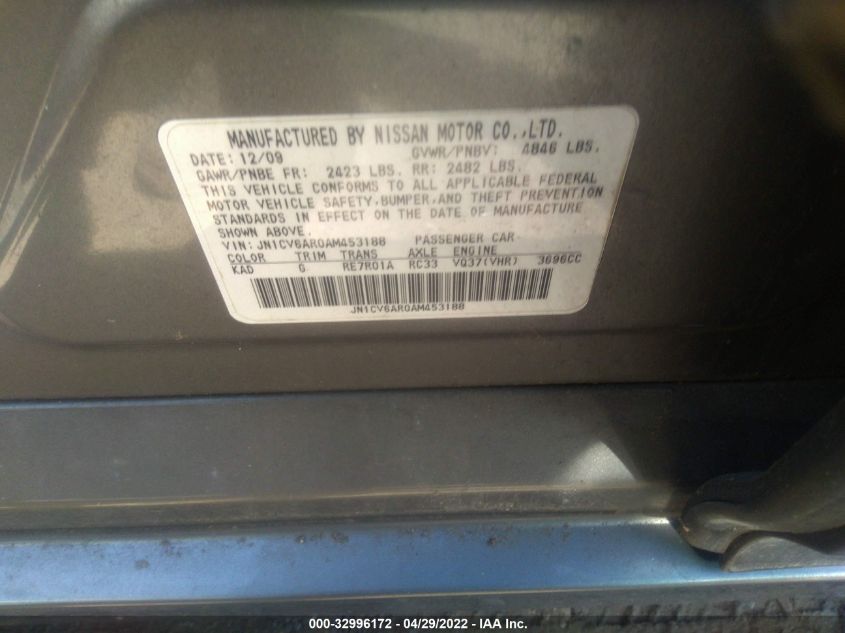 MANUFACTURED BY NISSAN MOTOR CO.,LTD.
DATE: 12/09 GVWR/PNBV: 4846 LBS.
GAWR/PNBE FR: 2423 LBS. RR: 2482 LBS.
THIS VEHICLE CONFORMS TO ALL APPLICABLE FEDERAL
MOTOR VEHICLE SAFETY,BUMPER,AND THEFT PREVENTION
STANDARDS IN EFFECT ON THE DATE OF MANUFACTURE
SHOWN ABOVE.
VIN: JN1CV6AR0AM453188 PASSENGER CAR
COLOR TRIM TRANS AXLE ENGINE
KAD G RE7R01A RC33 VQ37(VHR) 3696CC
JN1CV6AR0AM453188
000-32996172 - 04/29/2022 - IAA Inc.